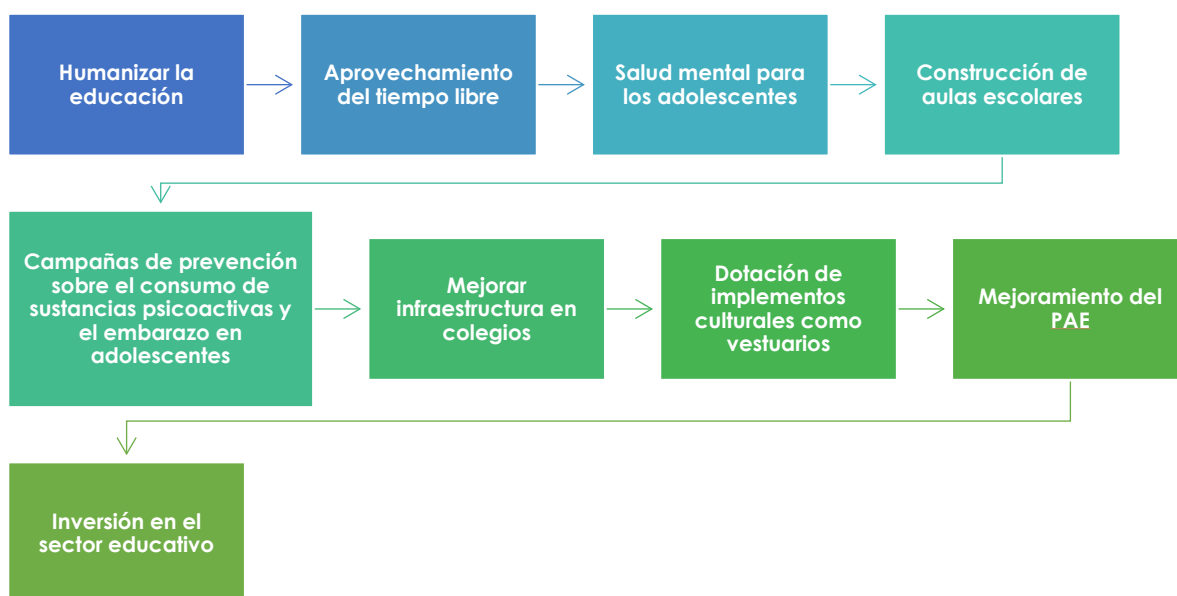 Humanizar la
educación
Aprovechamiento
del tiempo libre
Salud mental para
los adolescentes
Construcción de
aulas escolares
Campañas de prevención
sobre el consumo de
sustancias psicoactivas y
el embarazo en
adolescentes
Mejorar
infraestructura en
colegios
Dotación de
implementos
culturales como
vestuarios
Mejoramiento del
PAE
Inversión en el
sector educativo